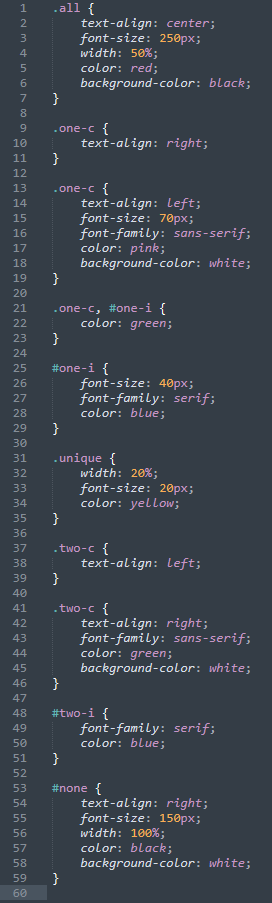 1 .all {
2 text-align: center;
3 font-size: 250px;
4 width: 50%;
5 color: red;
6 background-color: black;
7 }
8
9 .one-c {
10 text-align: right;
11 }
12
13 .one-c {
14 text-align: left;
15 font-size: 70px;
16 font-family: sans-serif;
17 color: pink;
18 background-color: white;
19 }
20
21 .one-c, #one-i {
22 color: green;
23 }
24
25 #one-i {
26 font-size: 40px;
27 font-family: serif;
28 color: blue;
29 }
30
31 .unique {
32 width: 20%;
33 font-size: 20px;
34 color: yellow;
35 }
36
37 .two-c {
38 text-align: left;
39 }
40
41 .two-c {
42 text-align: right;
43 font-family: sans-serif;
44 color: green;
45 background-color: white;
46 }
47
48 #two-i {
49 font-family: serif;
50 color: blue;
51 }
52
53 #none {
54 text-align: right;
55 font-size: 150px;
56 width: 100%;
57 color: black;
58 background-color: white;
59 }
60